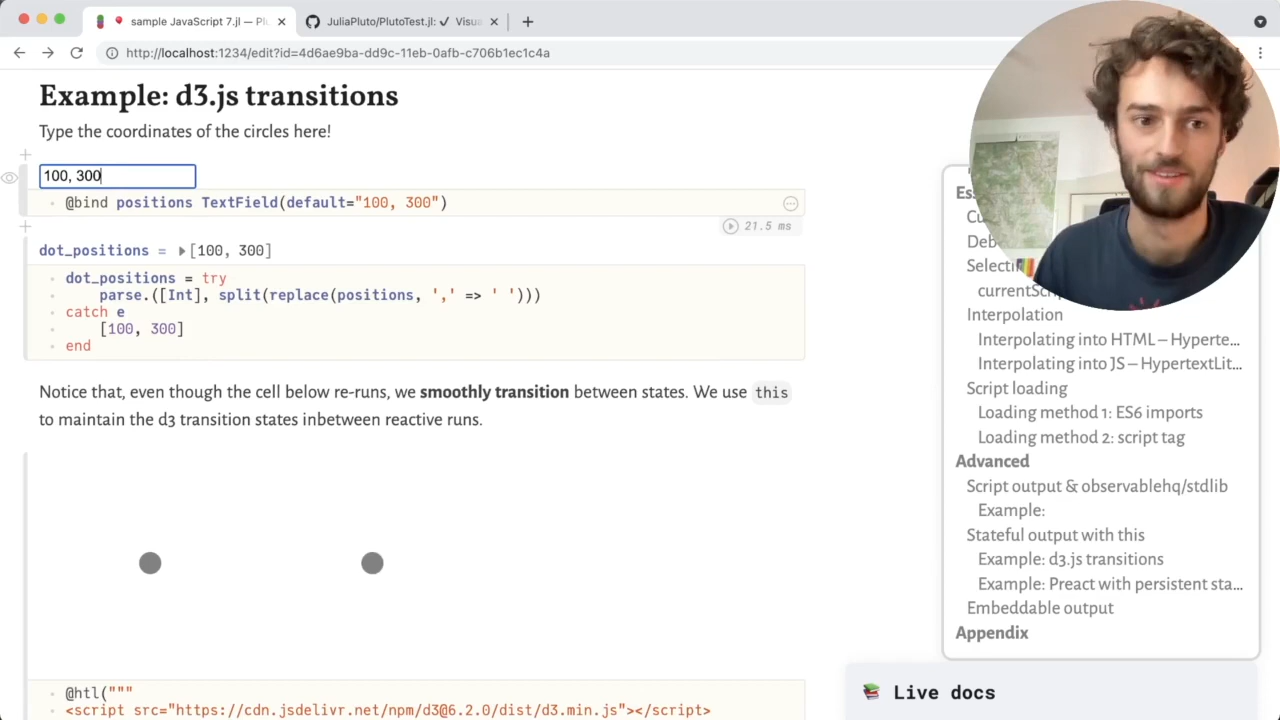 sample JavaScript 7.jl — Pl
JuliaPluto/PlutoTest.jl: ✔ Visu
http://localhost:1234/edit?id=4d6ae9ba-dd9c-11eb-0afb-c706b1ec1c4a
Example: d3.js transitions
Type the coordinates of the circles here!
100, 300
@bind positions TextField(default="100, 300")
21.5 ms
dot_positions = [100, 300]
dot_positions = try
parse.([Int], split(replace(positions, ',' => ' ')))
catch e
[100, 300]
end
Notice that, even though the cell below re-runs, we smoothly transition between states. We use this
to maintain the d3 transition states inbetween reactive runs.
@htl("""
<script src="https://cdn.jsdelivr.net/npm/d3@6.2.0/dist/d3.min.js"></script>
Ess
Cu
Deb
Selecti
currentScri
Interpolation
Interpolating into HTML – Hyperte...
Interpolating into JS – HypertextLit...
Script loading
Loading method 1: ES6 imports
Loading method 2: script tag
Advanced
Script output & observablehq/stdlib
Example:
Stateful output with this
Example: d3.js transitions
Example: Preact with persistent sta...
Embeddable output
Appendix
Live docs